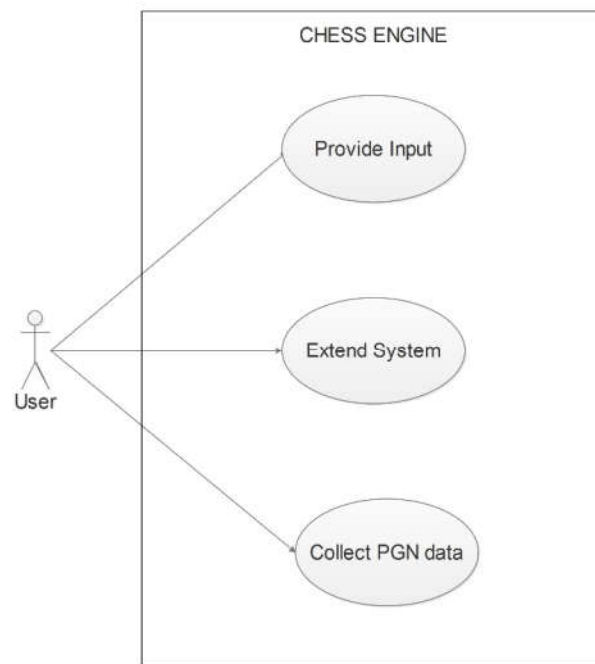 CHESS ENGINE
Provide Input
Extend System
User
Collect PGN data